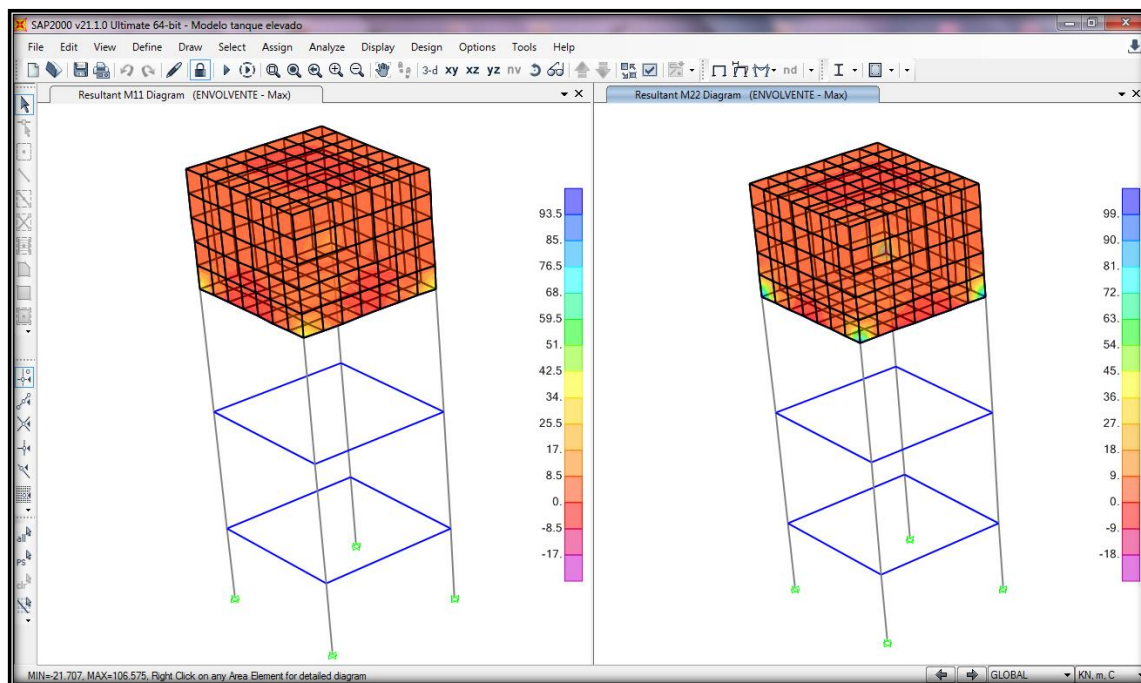 SAP2000 v21.1.0 Ultimate 64-bit - Modelo tanque elevado
File Edit View Define Draw Select Assign Analyze Display Design Options Tools Help
3-d xy xz yz nv nd
Resultant M11 Diagram (ENVOLVENTE - Max)
93.5
85.
76.5
68.
59.5
51.
42.5
34.
25.5
17.
8.5
0.
-8.5
-17.
Resultant M22 Diagram (ENVOLVENTE - Max)
99.
90.
81.
72.
63.
54.
45.
36.
27.
18.
9.
0.
-9.
-18.
all
PS
clr
MIN=-21.707, MAX=106.575, Right Click on any Area Element for detailed diagram
GLOBAL
KN, m, C